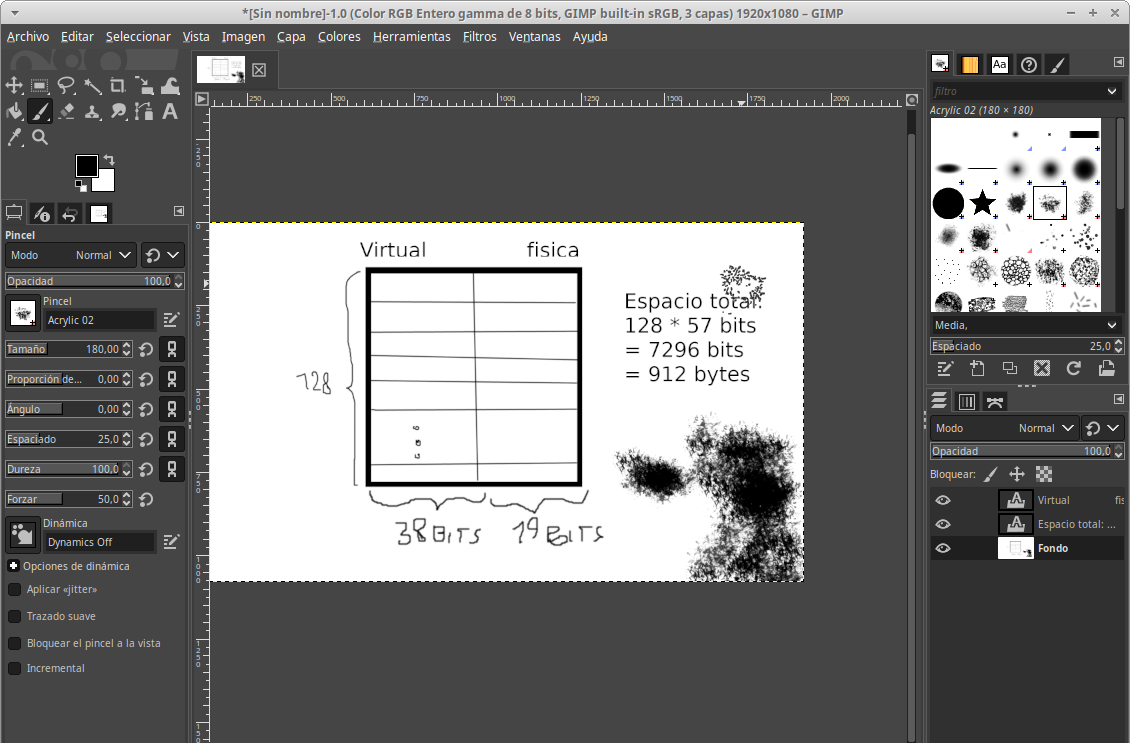 *[Sin nombre]-1.0 (Color RGB Entero gamma de 8 bits, GIMP built-in sRGB, 3 capas) 1920x1080 – GIMP
Archivo Editar Seleccionar Vista Imagen Capa Colores Herramientas Filtros Ventanas Ayuda
Pincel
Modo Normal
Opacidad 100,0
Pincel
Acrylic 02
Tamaño 180,00
Proporción de... 0,00
Ángulo 0,00
Espaciado 25,0
Dureza 100,0
Forzar 50,0
Dinámica
Dynamics Off
Opciones de dinámica
Aplicar «jitter»
Trazado suave
Bloquear el pincel a la vista
Incremental
250 500 750 1000 1250 1500 1750 2000
Virtual fisica
128
38 BITS 19 BITS
Espacio total:
128 * 57 bits
= 7296 bits
= 912 bytes
Aa
filtro
Acrylic 02 (180 × 180)
Media,
Espaciado 25,0
Modo Normal
Opacidad 100,0
Bloquear:
Virtual fis
Espacio total: ...
Fondo